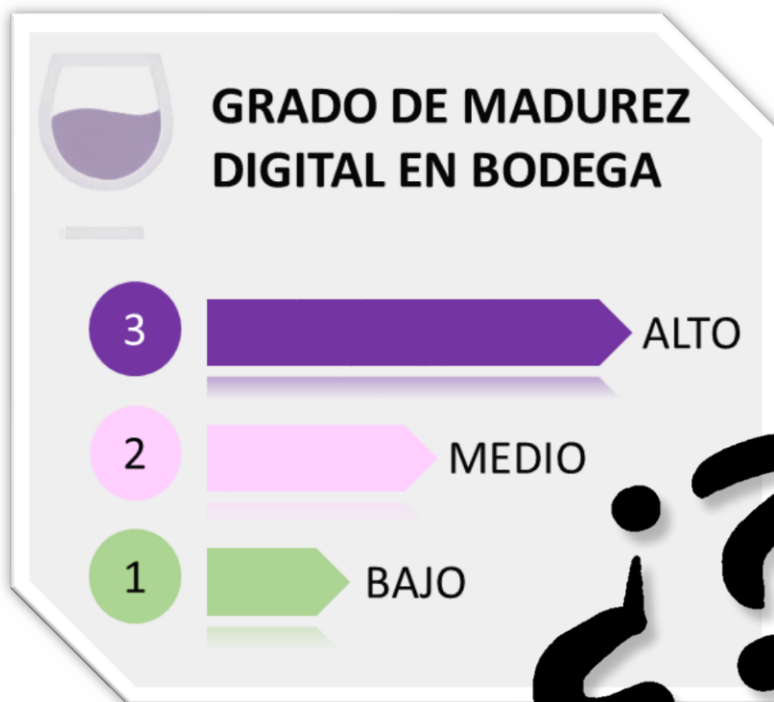 GRADO DE MADUREZ
DIGITAL EN BODEGA
3 ALTO
2 MEDIO
1 BAJO
¿?